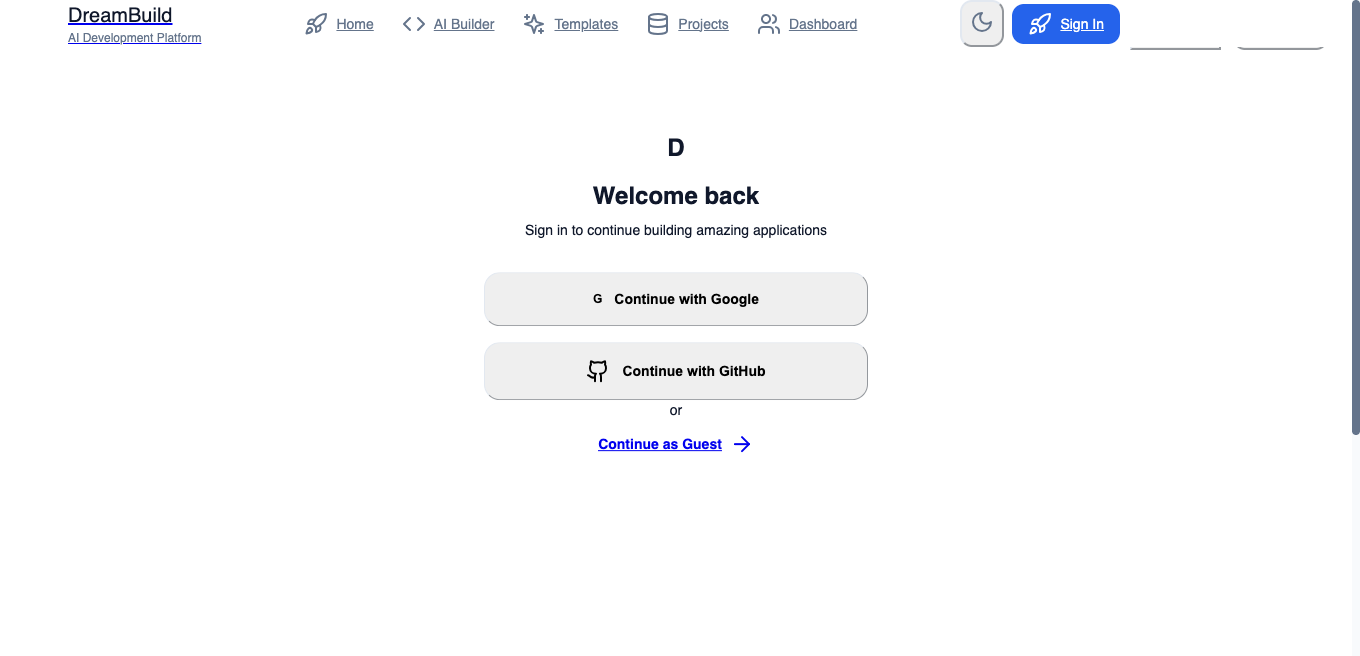 DreamBuild
AI Development Platform
Home
AI Builder
Templates
Projects
Dashboard
Sign In
D
Welcome back
Sign in to continue building amazing applications
G Continue with Google
Continue with GitHub
or
Continue as Guest